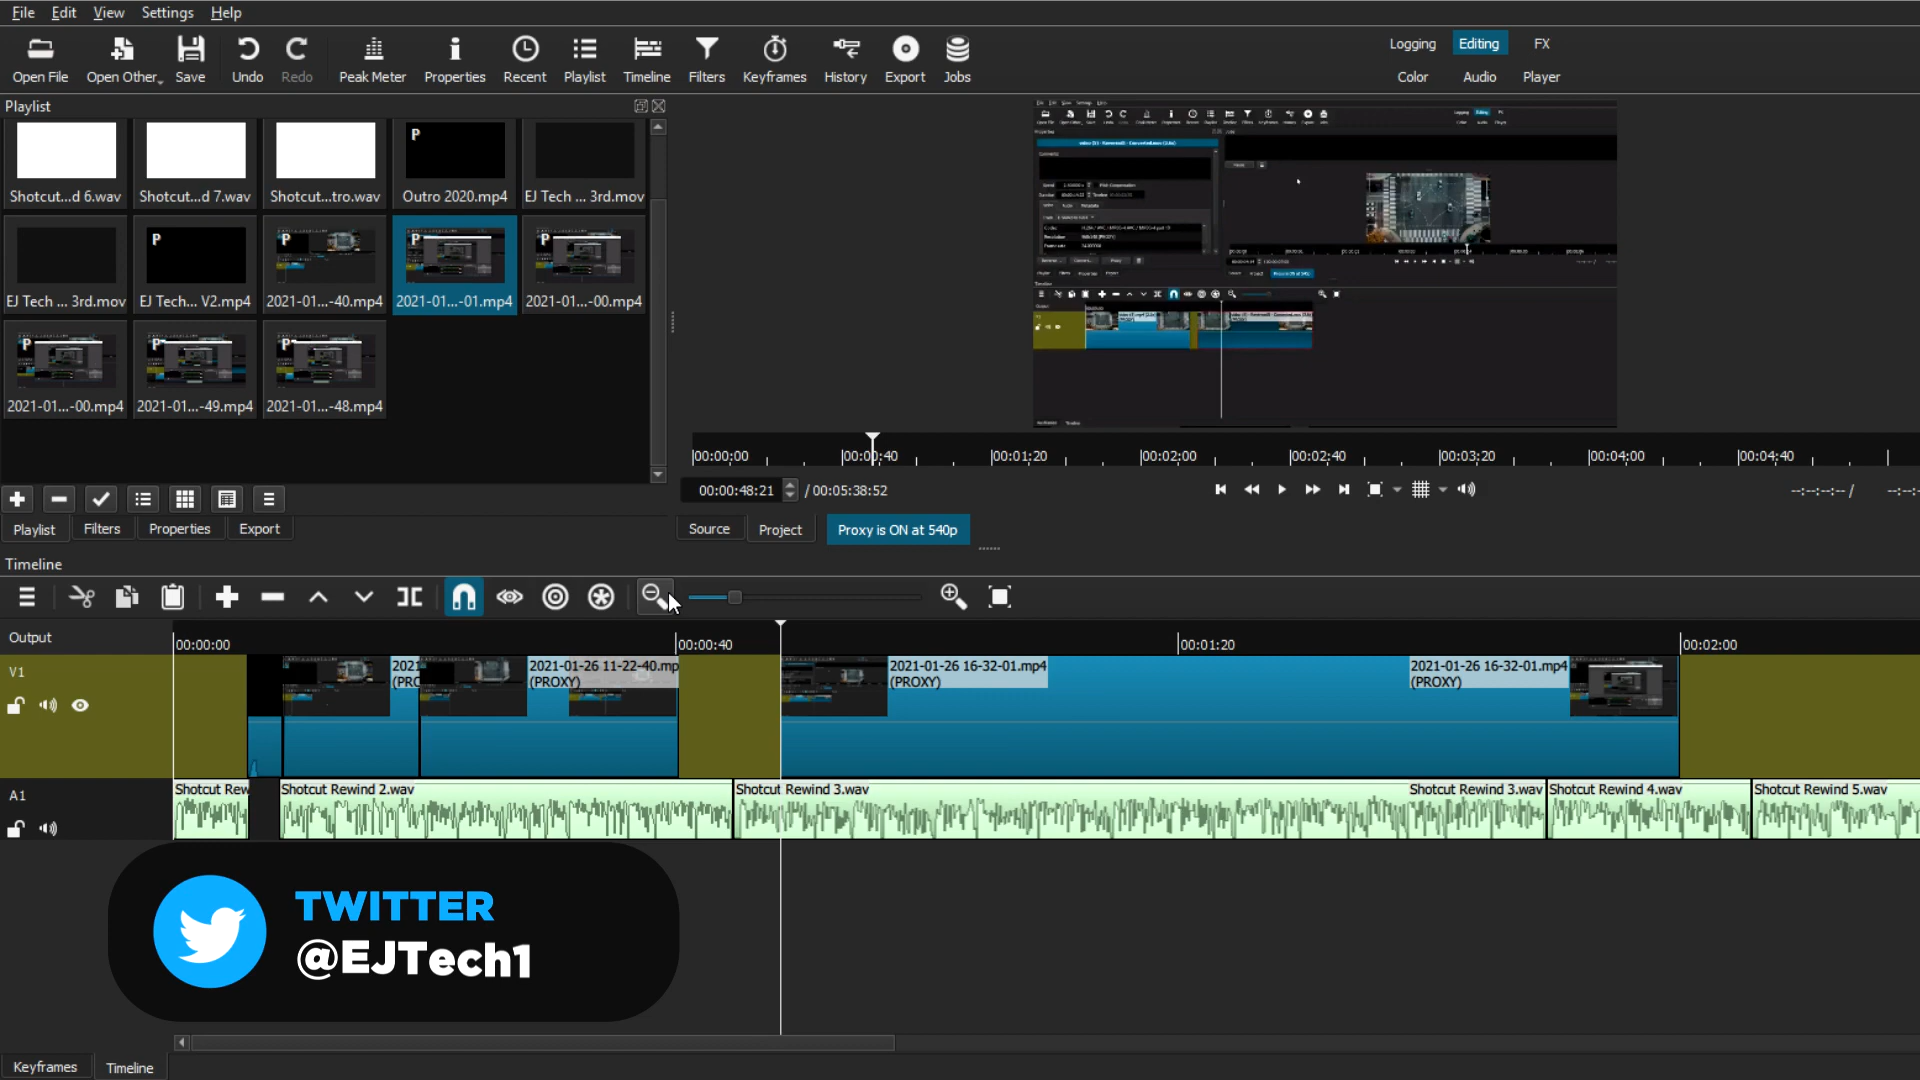 File Edit View Settings Help
Open File Open Other Save Undo Redo Peak Meter Properties Recent Playlist Timeline Filters Keyframes History Export Jobs
Logging Editing FX
Color Audio Player
Playlist
Shotcut...d 6.wav Shotcut...d 7.wav Shotcut...tro.wav Outro 2020.mp4 EJ Tech ... 3rd.mov
P
EJ Tech ... 3rd.mov EJ Tech... V2.mp4 2021-01...-40.mp4 2021-01...-01.mp4 2021-01...-00.mp4
P P P P
2021-01...-00.mp4 2021-01...-49.mp4 2021-01...-48.mp4
P P P
Playlist Filters Properties Export
00:00:00 00:00:40 00:01:20 00:02:00 00:02:40 00:03:20 00:04:00 00:04:40
00:00:48:21 / 00:05:38:52
--:--:--:-- / --:--
Source Project Proxy is ON at 540p
Timeline
Output
00:00:00 00:00:40 00:01:20 00:02:00
V1
2021
(PRO
2021-01-26 11-22-40.mp
(PROXY)
2021-01-26 16-32-01.mp4
(PROXY)
2021-01-26 16-32-01.mp4
(PROXY)
A1
Shotcut Rew Shotcut Rewind 2.wav Shotcut Rewind 3.wav Shotcut Rewind 3.wav Shotcut Rewind 4.wav Shotcut Rewind 5.wav
TWITTER
@EJTech1
Keyframes Timeline